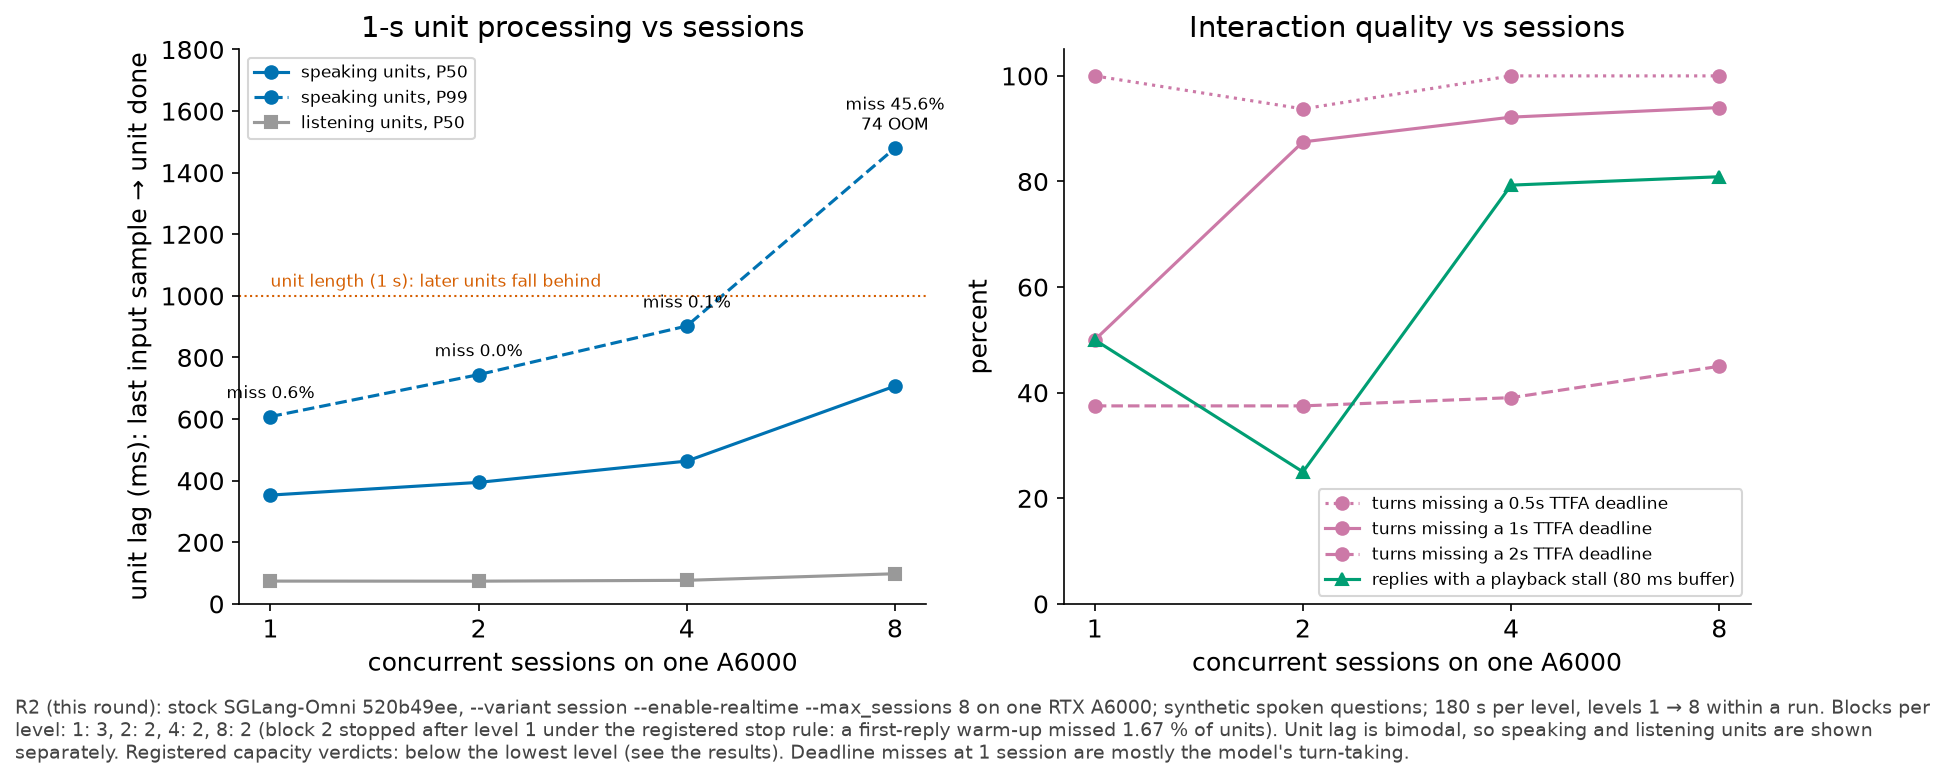 1-s unit processing vs sessions
unit lag (ms): last input sample → unit done
1800
1600
1400
1200
1000
800
600
400
200
0
speaking units, P50
speaking units, P99
listening units, P50
miss 45.6%
74 OOM
unit length (1 s): later units fall behind
miss 0.1%
miss 0.0%
miss 0.6%
1
2
4
8
concurrent sessions on one A6000
Interaction quality vs sessions
percent
100
80
60
40
20
0
turns missing a 0.5s TTFA deadline
turns missing a 1s TTFA deadline
turns missing a 2s TTFA deadline
replies with a playback stall (80 ms buffer)
1
2
4
8
concurrent sessions on one A6000
R2 (this round): stock SGLang-Omni 520b49ee, --variant session --enable-realtime --max_sessions 8 on one RTX A6000; synthetic spoken questions; 180 s per level, levels 1 → 8 within a run. Blocks per
level: 1: 3, 2: 2, 4: 2, 8: 2 (block 2 stopped after level 1 under the registered stop rule: a first-reply warm-up missed 1.67 % of units). Unit lag is bimodal, so speaking and listening units are shown
separately. Registered capacity verdicts: below the lowest level (see the results). Deadline misses at 1 session are mostly the model's turn-taking.